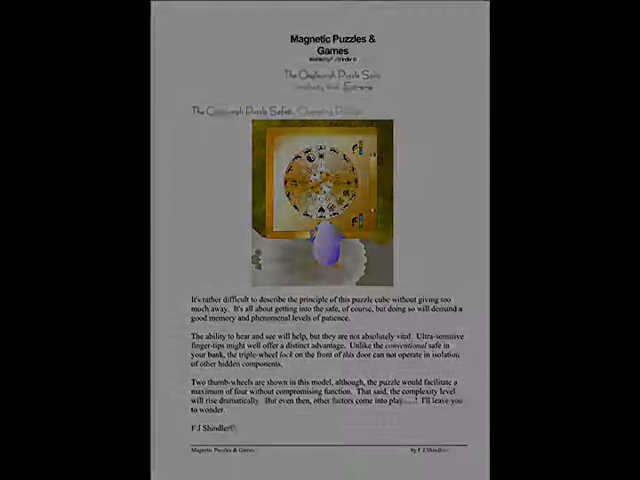 Magnetic Puzzles &
Games
Puzzle Safe
Extreme
Puzzle Safe
It's rather difficult to describe the principle of this puzzle cube without giving too
much away. It's all about getting into the safe, of course, but doing so will demand a
good memory and phenomenal levels of patience.
The ability to hear and see will help, but they are not absolutely vital. Ultra-sensitive
finger-tips might well offer a distinct advantage. Unlike the conventional safe in
your bank, the triple-wheel lock on the front of this door can not operate in isolation
of other hidden components.
Two thumb-wheels are shown in this model, although, the puzzle would facilitate a
maximum of four without compromising function. That said, the complexity level
will rise dramatically. But even then, other factors come into play.....! I'll leave you
to wonder.
F J Shindler©
Magnetic Puzzles & Games
by F J Shindler